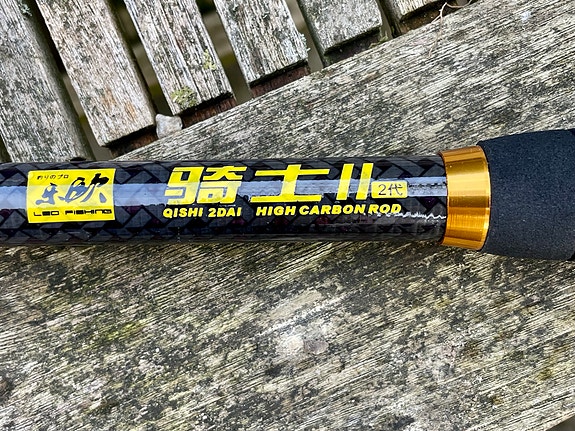 釣りのプロ
LEO FISHING
骑士II 2代
QISHI 2DAI HIGH CARBON ROD